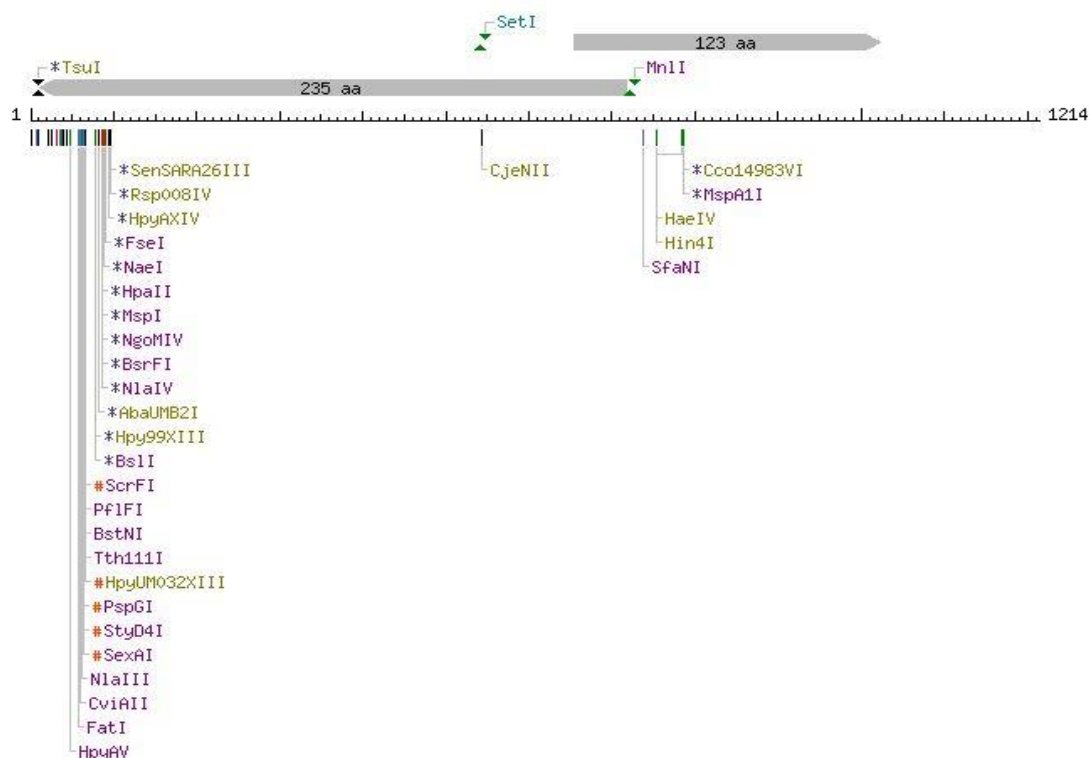 SetI
123 aa
*TsuI
MnlI
235 aa
1 1214
*SenSARA26III CjeNII *Cco14983VI
*Rsp008IV *MspA1I
*HpyAXIV HaeIV
*FseI Hin4I
*NaeI SfaNI
*HpaII
*MspI
*NgoMIV
*BsrFI
*NlaIV
*AbaUMB2I
*Hpy99XIII
*BslI
#ScrFI
PflFI
BstNI
Tth111I
#HpyUM032XIII
#PspGI
#StyD4I
#SexAI
NlaIII
CviAII
FatI
HpyAV